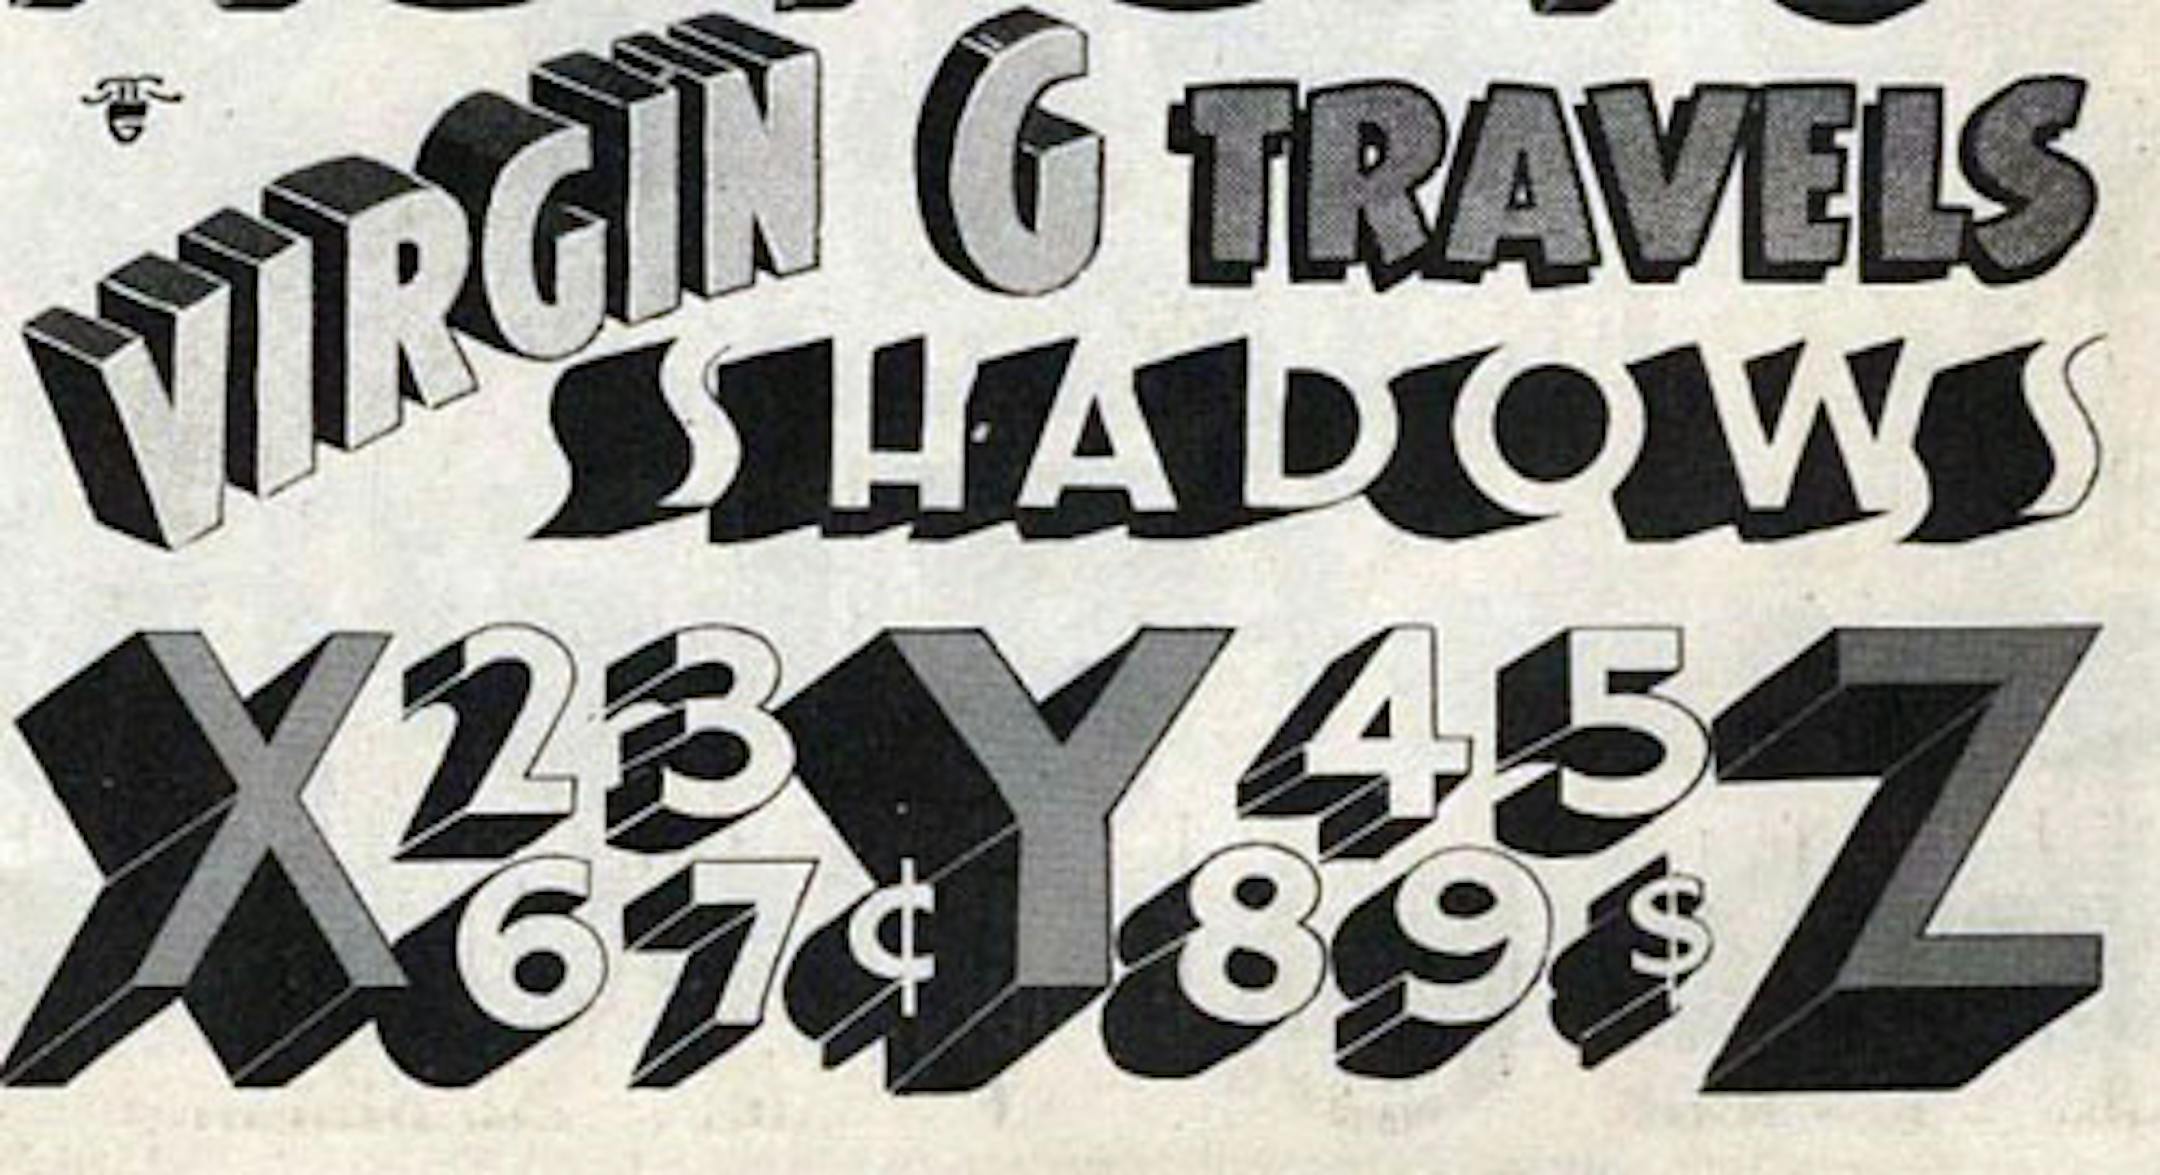 VIRGIN G TRAVELS
SHADOWS
X 2 3 Y 4 5 Z
6 7 ¢ 8 9 $